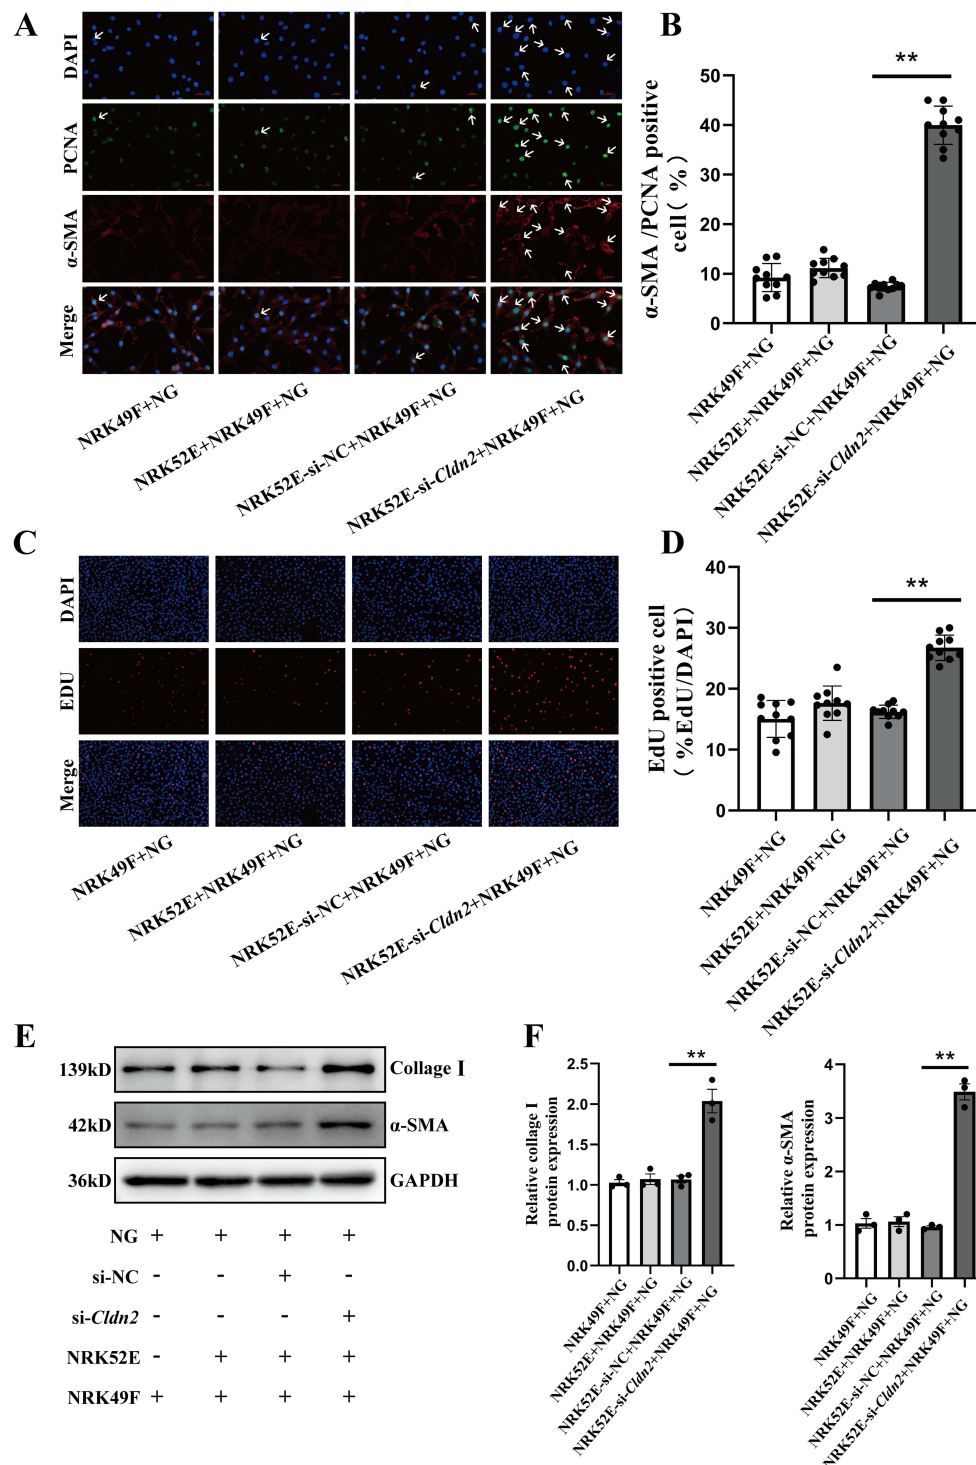 A
DAPI
PCNA
α-SMA
Merge
NRK49F+NG
NRK52E+NRK49F+NG
NRK52E-si-NC+NRK49F+NG
NRK52E-si-Cldn2+NRK49F+NG
B
α-SMA /PCNA positive
cell( %)
50
40
30
20
10
0
**
NRK49F+NG
NRK52E+NRK49F+NG
NRK52E-si-NC+NRK49F+NG
NRK52E-si-Cldn2+NRK49F+NG
C
DAPI
EDU
Merge
NRK49F+NG
NRK52E+NRK49F+NG
NRK52E-si-NC+NRK49F+NG
NRK52E-si-Cldn2+NRK49F+NG
D
EdU positive cell
( %EdU/DAPI)
40
30
20
10
0
**
NRK49F+NG
NRK52E+NRK49F+NG
NRK52E-si-NC+NRK49F+NG
NRK52E-si-Cldn2+NRK49F+NG
E
139kD Collage I
42kD α-SMA
36kD GAPDH
NG + + + +
si-NC - - + -
si-Cldn2 - - - +
NRK52E - + + +
NRK49F + + + +
F
Relative collage I
protein expression
2.5
2.0
1.5
1.0
0.5
0.0
**
NRK49F+NG
NRK52E+NRK49F+NG
NRK52E-si-NC+NRK49F+NG
NRK52E-si-Cldn2+NRK49F+NG
Relative α-SMA
protein expression
4
3
2
1
0
**
NRK49F+NG
NRK52E+NRK49F+NG
NRK52E-si-NC+NRK49F+NG
NRK52E-si-Cldn2+NRK49F+NG